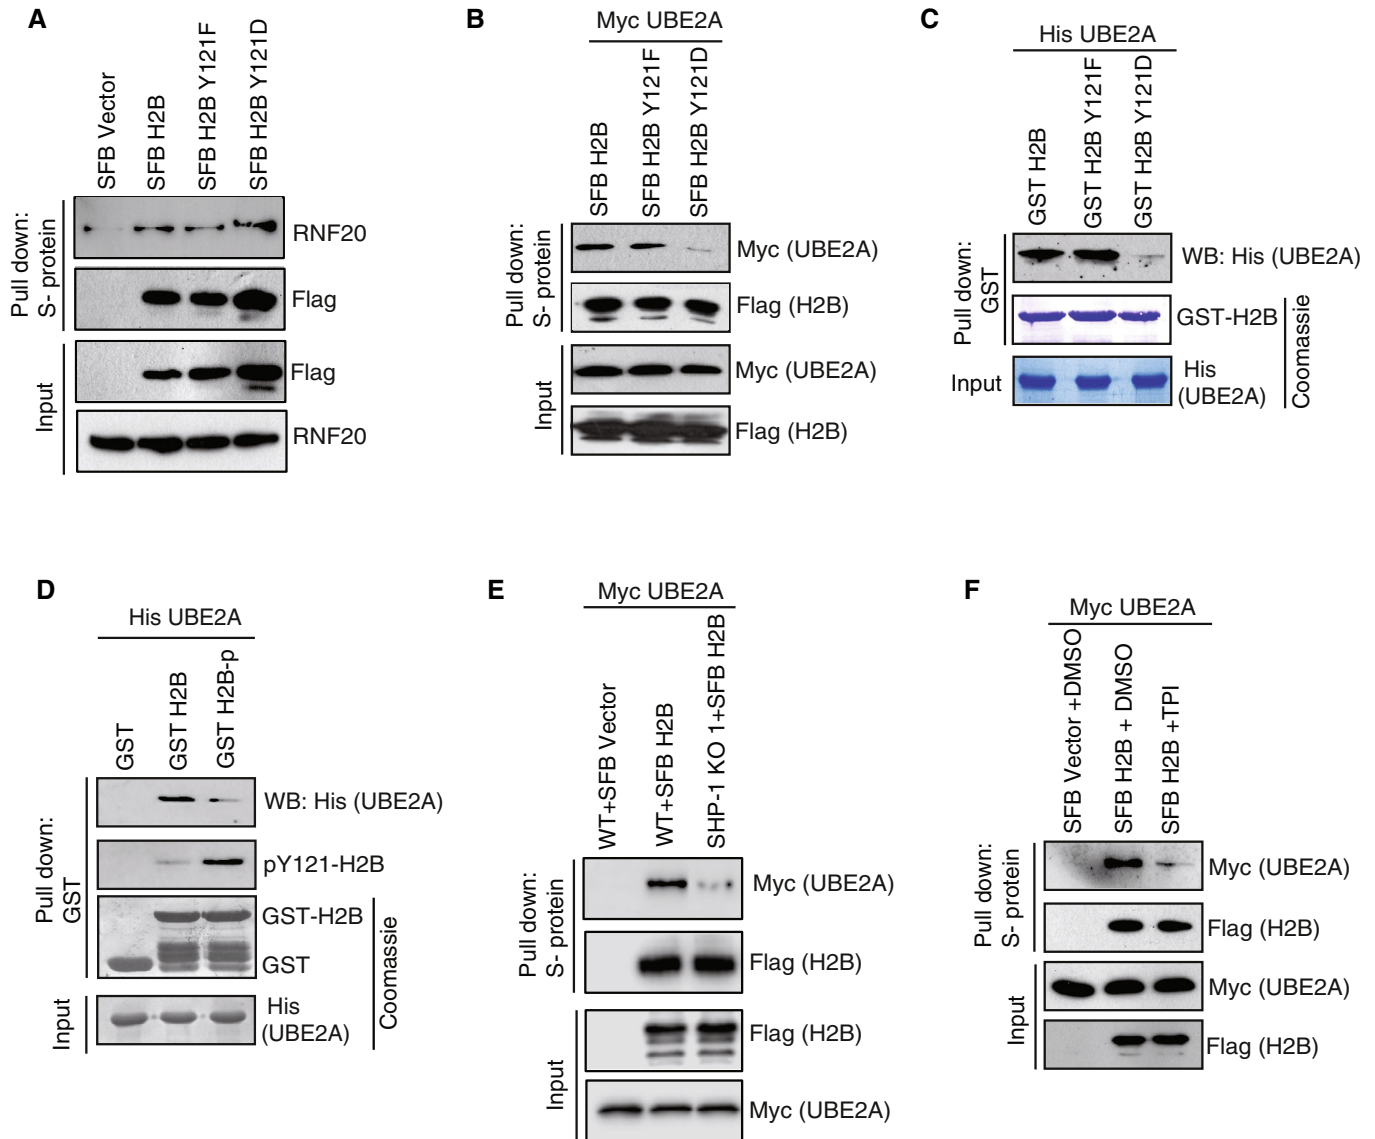 A
SFB Vector
SFB H2B
SFB H2B Y121F
SFB H2B Y121D
Pull down:
S- protein
RNF20
Flag
Input
Flag
RNF20
B
Myc UBE2A
SFB H2B
SFB H2B Y121F
SFB H2B Y121D
Pull down:
S- protein
Myc (UBE2A)
Flag (H2B)
Input
Myc (UBE2A)
Flag (H2B)
C
His UBE2A
GST H2B
GST H2B Y121F
GST H2B Y121D
Pull down:
GST
WB: His (UBE2A)
GST-H2B
Input
His
(UBE2A)
Coomassie
D
His UBE2A
GST
GST H2B
GST H2B-p
Pull down:
GST
WB: His (UBE2A)
pY121-H2B
GST-H2B
GST
Input
His
(UBE2A)
Coomassie
E
Myc UBE2A
WT+SFB Vector
WT+SFB H2B
SHP-1 KO 1+SFB H2B
Pull down:
S- protein
Myc (UBE2A)
Flag (H2B)
Input
Flag (H2B)
Myc (UBE2A)
F
Myc UBE2A
SFB Vector +DMSO
SFB H2B + DMSO
SFB H2B +TPI
Pull down:
S- protein
Myc (UBE2A)
Flag (H2B)
Input
Myc (UBE2A)
Flag (H2B)